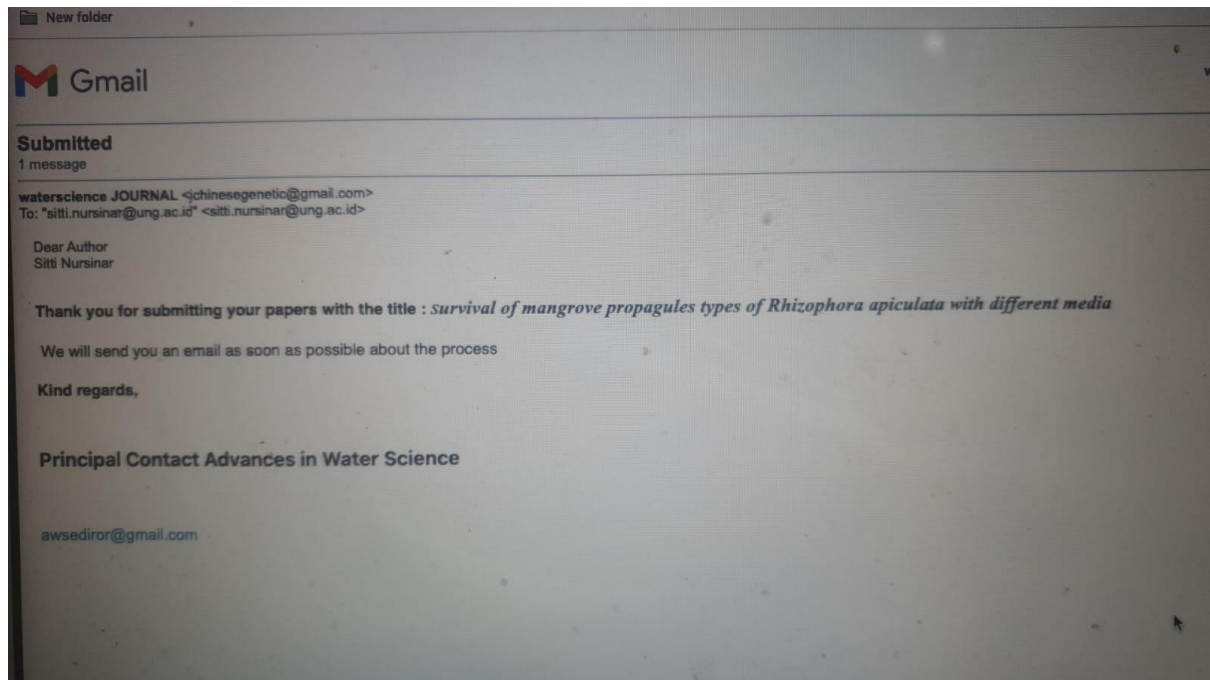 New folder
Gmail
Submitted
1 message
waterscience JOURNAL <jchinesegenetic@gmail.com>
To: "sitti.nursinar@ung.ac.id" <sitti.nursinar@ung.ac.id>
Dear Author
Sitti Nursinar
Thank you for submitting your papers with the title : Survival of mangrove propagules types of Rhizophora apiculata with different media
We will send you an email as soon as possible about the process
Kind regards,
Principal Contact Advances in Water Science
awsediror@gmail.com